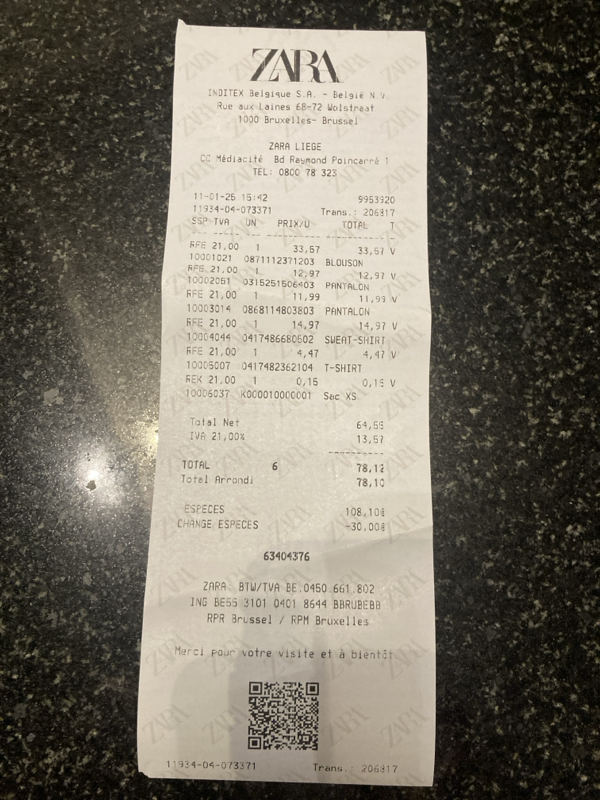 ZARA
INDITEX Belgique S.A. - België N.V.
Rue aux Laines 68-72 Wolstraat
1000 Bruxelles- Brussel
ZARA LIEGE
CC Médiacité Bd Raymond Poincarré 1
TEL: 0800 78 323
11-01-25 15:42 9953920
11934-04-073371 Trans.: 206817
SSP TVA UN PRIX/U TOTAL T
RFE 21,00 1 33,57 33,57 V
10001021 0871112371203 BLOUSON
RFE 21,00 1 12,97 12,97 V
10002051 0315251506403 PANTALON
RFE 21,00 1 11,99 11,99 V
10003014 0868114803803 PANTALON
RFE 21,00 1 14,97 14,97 V
10004044 0417486680502 SWEAT-SHIRT
RFE 21,00 1 4,47 4,47 V
10005007 0417482362104 T-SHIRT
REK 21,00 1 0,15 0,15 V
10006037 K000010000001 Sac XS
Total Net 64,55
IVA 21,00% 13,57
TOTAL 6 78,12
Total Arrondi 78,10
ESPECES 108,10€
CHANGE ESPECES -30,00€
63404376
ZARA. BTW/TVA BE.0450.661.802
ING BE55 3101 0401 8644 BBRUBEBB
RPR Brussel / RPM Bruxelles
Merci pour votre visite et à bientôt
11934-04-073371 Trans.: 206817